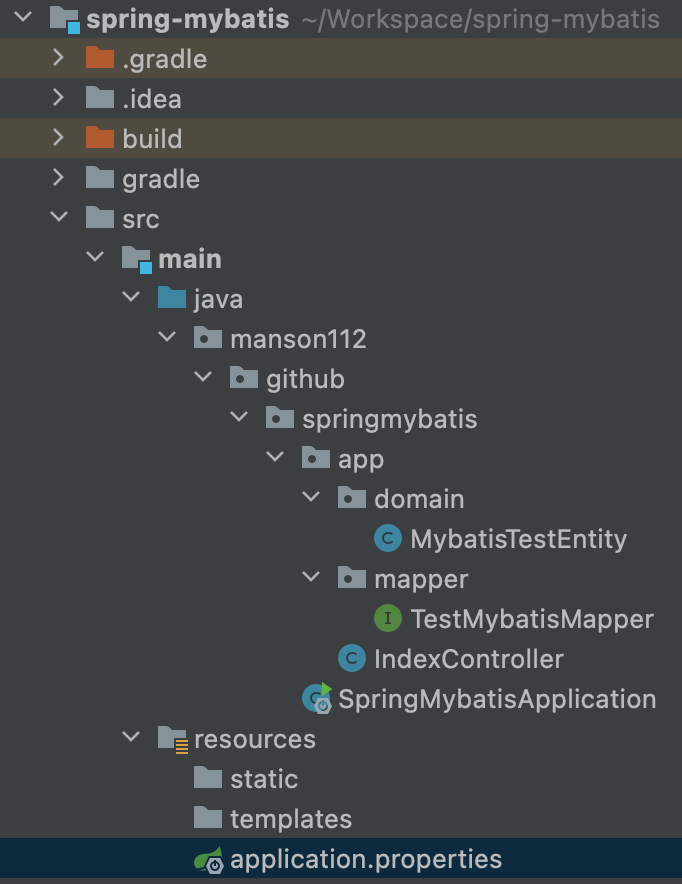 spring-mybatis ~/Workspace/spring-mybatis
.gradle
.idea
build
gradle
src
main
java
manson112
github
springmybatis
app
domain
C MybatisTestEntity
mapper
I TestMybatisMapper
C IndexController
C SpringMybatisApplication
resources
static
templates
application.properties